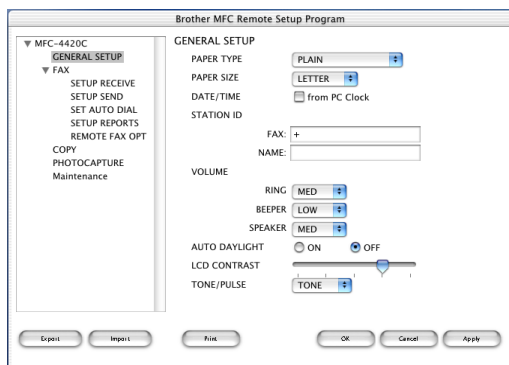 Brother MFC Remote Setup Program
MFC-4420C
GENERAL SETUP
FAX
SETUP RECEIVE
SETUP SEND
SET AUTO DIAL
SETUP REPORTS
REMOTE FAX OPT
COPY
PHOTOCAPTURE
Maintenance
GENERAL SETUP
PAPER TYPE PLAIN
PAPER SIZE LETTER
DATE/TIME from PC Clock
STATION ID
FAX: +
NAME:
VOLUME
RING MED
BEEPER LOW
SPEAKER MED
AUTO DAYLIGHT ON OFF
LCD CONTRAST
TONE/PULSE TONE
Export Import Print OK Cancel Apply